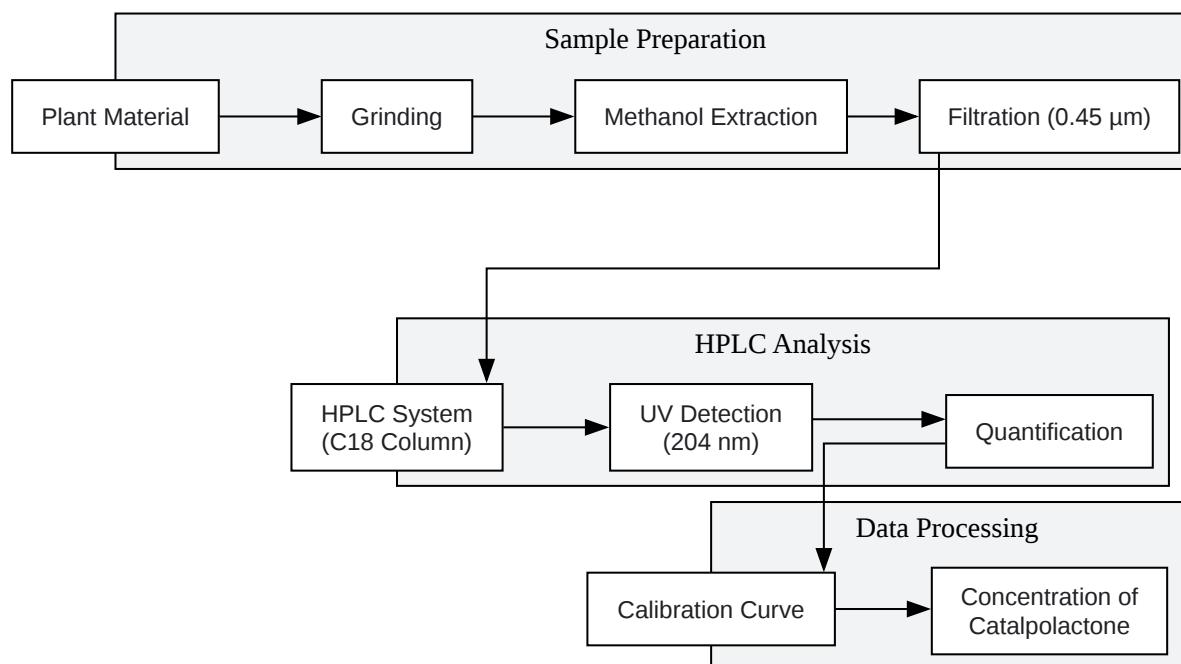 Sample Preparation
Plant Material
Grinding
Methanol Extraction
Filtration (0.45 µm)
HPLC Analysis
HPLC System
(C18 Column)
UV Detection
(204 nm)
Quantification
Data Processing
Calibration Curve
Concentration of
Catalpolactone